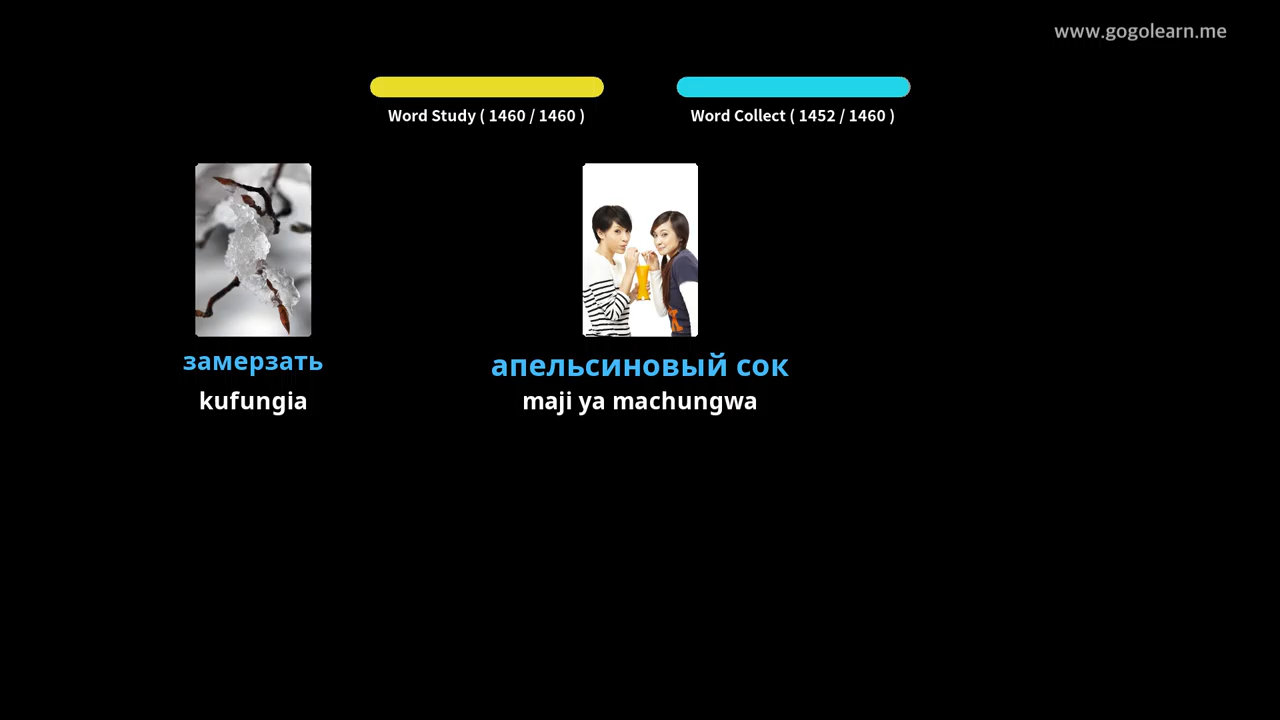 www.gogolearn.me
Word Study ( 1460 / 1460 )
Word Collect ( 1452 / 1460 )
замерзать
kufungia
апельсиновый сок
maji ya machungwa